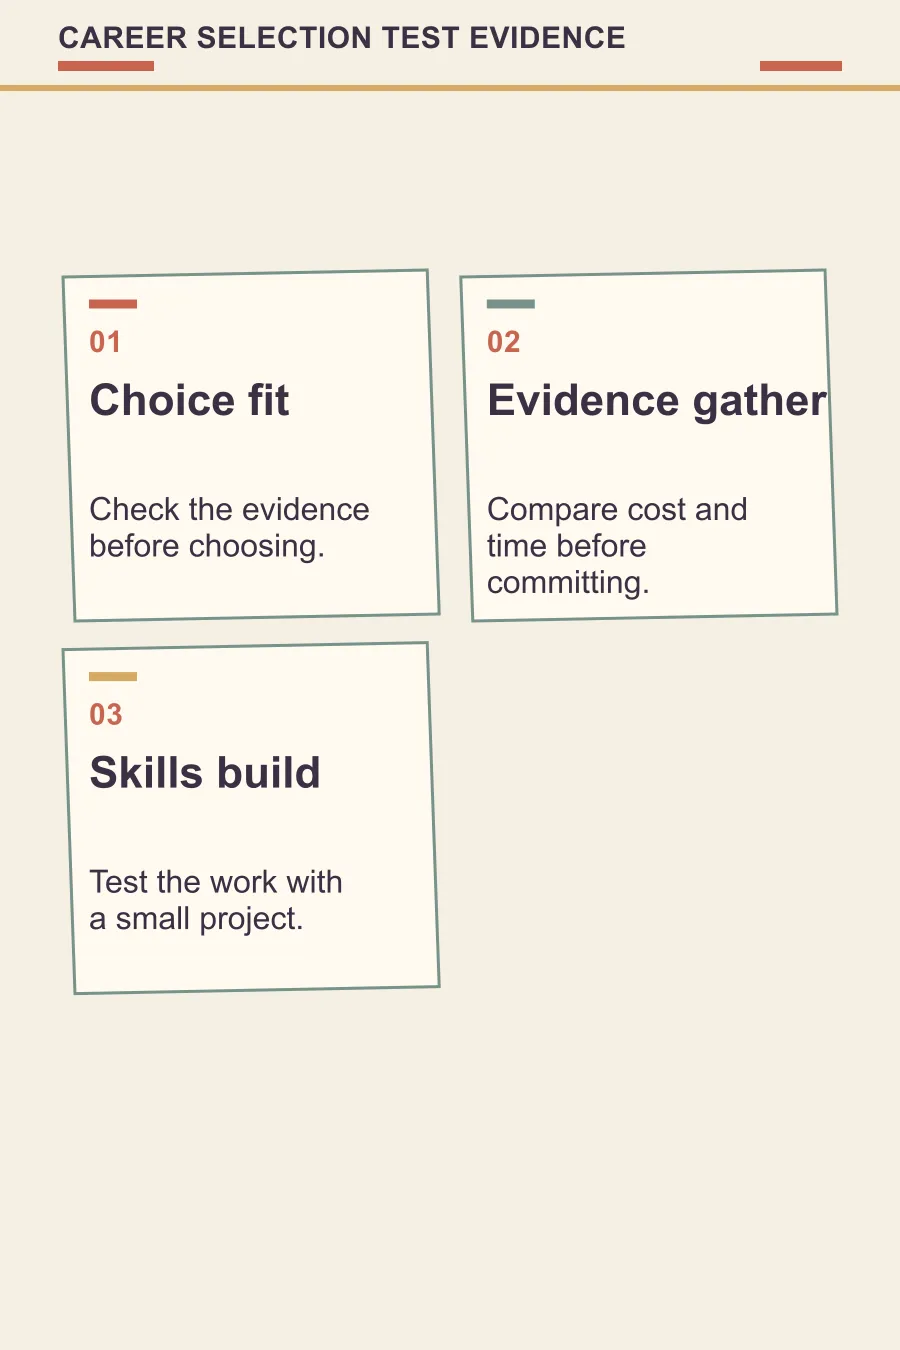 CAREER SELECTION TEST EVIDENCE
01
Choice fit
Check the evidence
before choosing.
02
Evidence gather
Compare cost and
time before
committing.
03
Skills build
Test the work with
a small project.